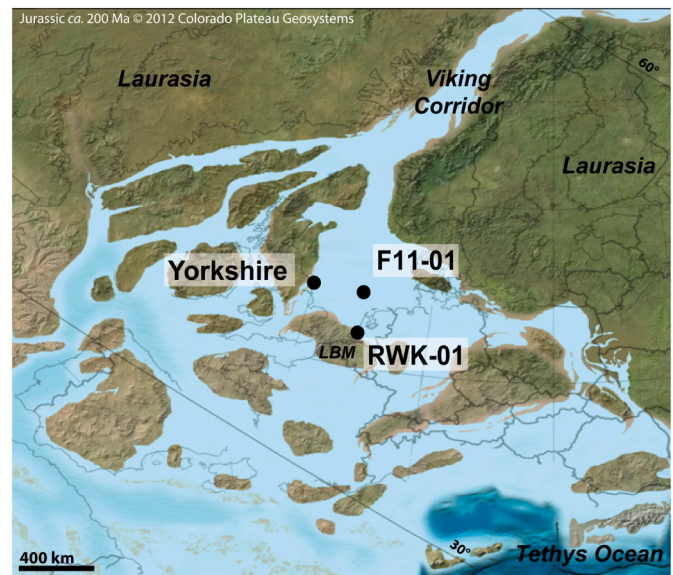 Jurassic ca. 200 Ma © 2012 Colorado Plateau Geosystems
Laurasia
Viking
Corridor
60°
Laurasia
Yorkshire
F11-01
LBM
RWK-01
400 km
30°
Tethys Ocean